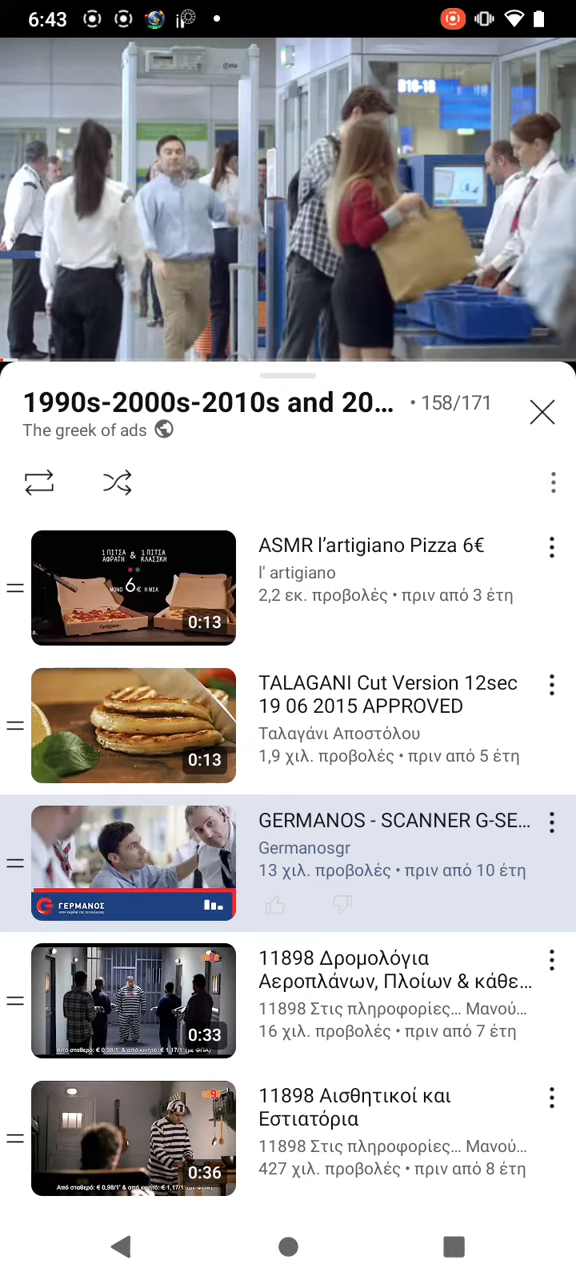 6:43
B16-18
1990s-2000s-2010s and 20... • 158/171
The greek of ads
1 ΠΙΤΣΑ ΑΦΡΑΤΗ & 1 ΠΙΤΣΑ ΚΛΑΣΙΚΗ
ΜΟΝΟ 6€ Η ΜΙΑ
0:13
ASMR l’artigiano Pizza 6€
l' artigiano
2,2 εκ. προβολές • πριν από 3 έτη
0:13
TALAGANI Cut Version 12sec
19 06 2015 APPROVED
Ταλαγάνι Αποστόλου
1,9 χιλ. προβολές • πριν από 5 έτη
ΓΕΡΜΑΝΟΣ
GERMANOS - SCANNER G-SE...
Germanosgr
13 χιλ. προβολές • πριν από 10 έτη
0:33
11898 Δρομολόγια
Αεροπλάνων, Πλοίων & κάθε...
11898 Στις πληροφορίες... Μανού...
16 χιλ. προβολές • πριν από 7 έτη
0:36
11898 Αισθητικοί και
Εστιατόρια
11898 Στις πληροφορίες... Μανού...
427 χιλ. προβολές • πριν από 8 έτη